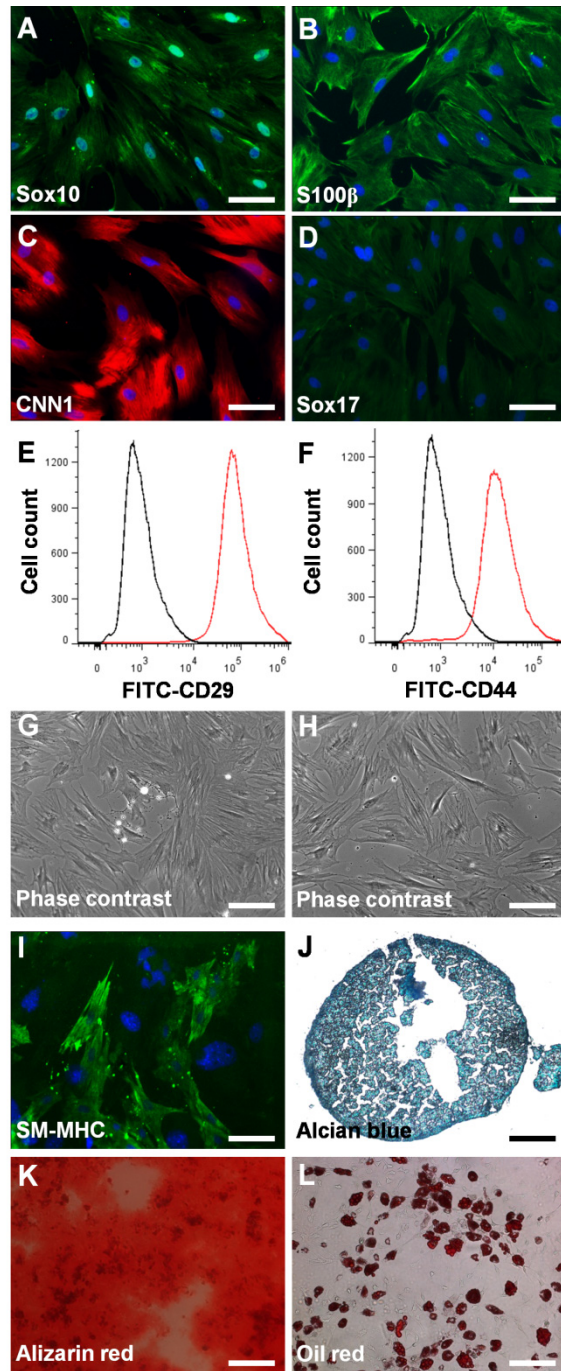 A
Sox10
B
S100β
C
CNN1
D
Sox17
E
1200
900
600
300
0
Cell count
0 10³ 10⁴ 10⁵ 10⁶
FITC-CD29
F
1200
900
600
300
0
Cell count
0 10³ 10⁴ 10⁵
FITC-CD44
G
Phase contrast
H
Phase contrast
I
SM-MHC
J
Alcian blue
K
Alizarin red
L
Oil red